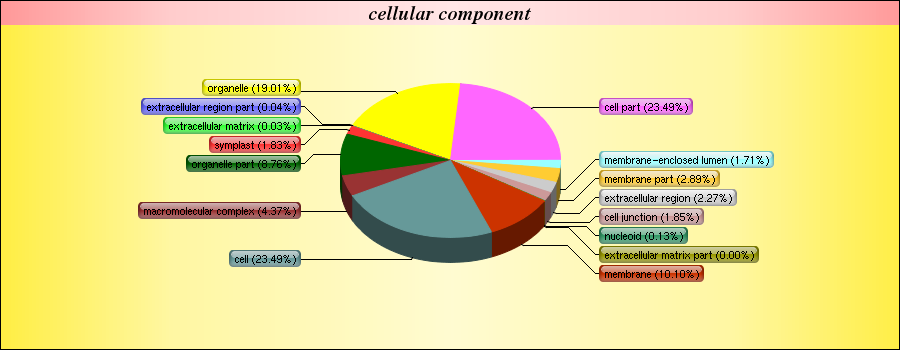 cellular component
organelle (19.01%)
extracellular region part (0.04%)
extracellular matrix (0.03%)
symplast (1.83%)
organelle part (8.76%)
macromolecular complex (4.37%)
cell (23.49%)
cell part (23.49%)
membrane-enclosed lumen (1.71%)
membrane part (2.89%)
extracellular region (2.27%)
cell junction (1.85%)
nucleoid (0.13%)
extracellular matrix part (0.00%)
membrane (10.10%)